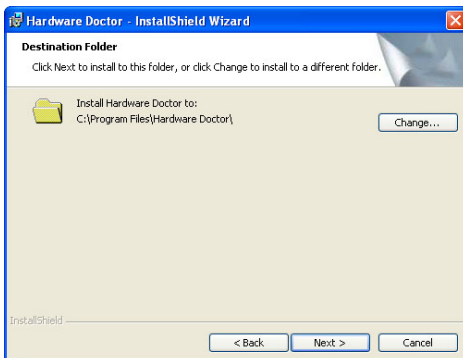 Hardware Doctor - InstallShield Wizard
Destination Folder
Click Next to install to this folder, or click Change to install to a different folder.
Install Hardware Doctor to:
C:\Program Files\Hardware Doctor\
Change...
InstallShield
< Back
Next >
Cancel